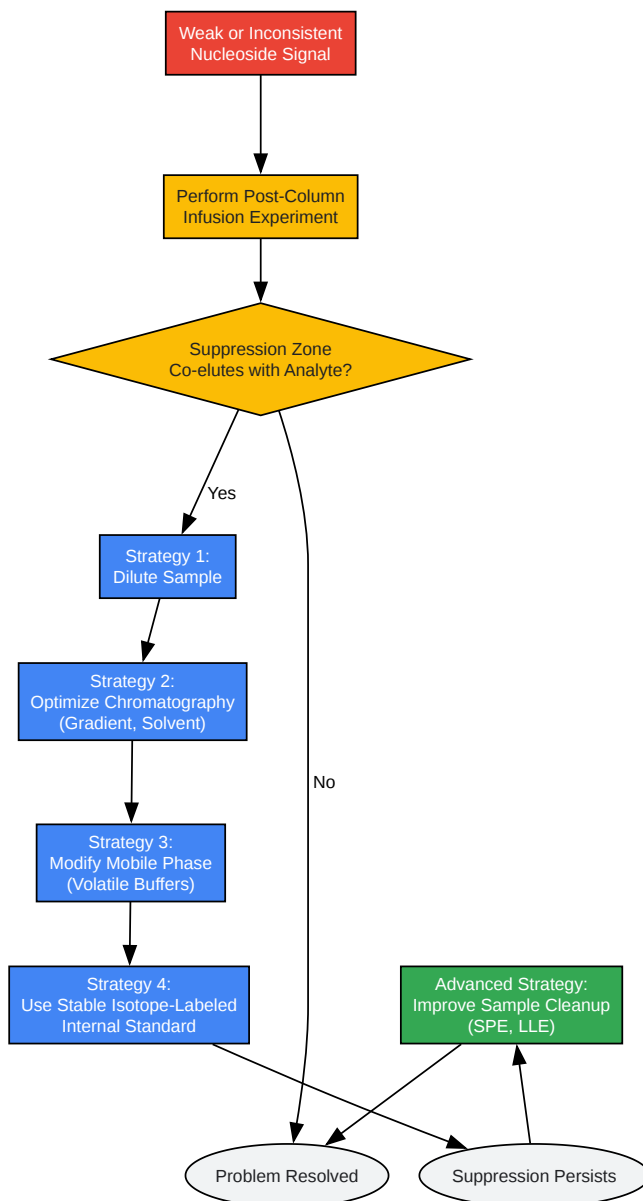 Weak or Inconsistent
Nucleoside Signal
Perform Post-Column
Infusion Experiment
Suppression Zone
Co-elutes with Analyte?
Yes
Strategy 1:
Dilute Sample
Strategy 2:
Optimize Chromatography
(Gradient, Solvent)
No
Strategy 3:
Modify Mobile Phase
(Volatile Buffers)
Strategy 4:
Use Stable Isotope-Labeled
Internal Standard
Advanced Strategy:
Improve Sample Cleanup
(SPE, LLE)
Problem Resolved
Suppression Persists